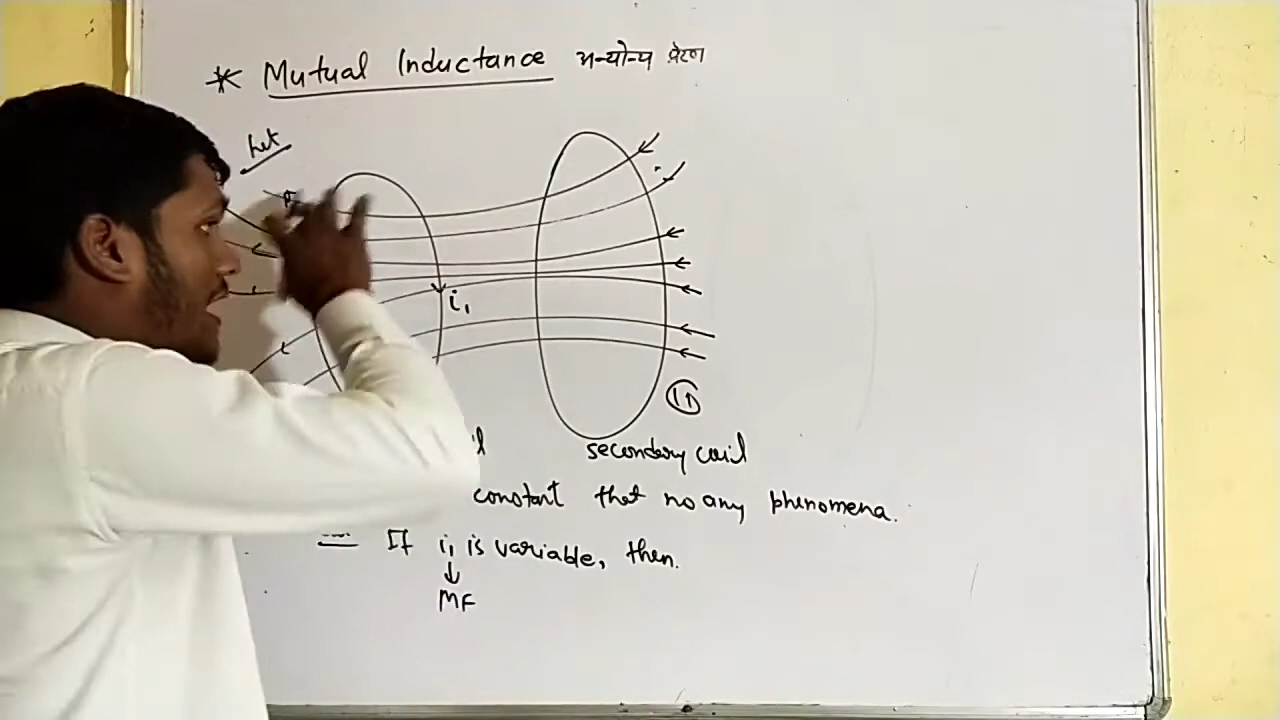 * Mutual Inductance अन्योन्य प्रेरण
Let
i₁
secondary coil
constant that no any phenomena.
If i₁ is variable, then.
↓
MF